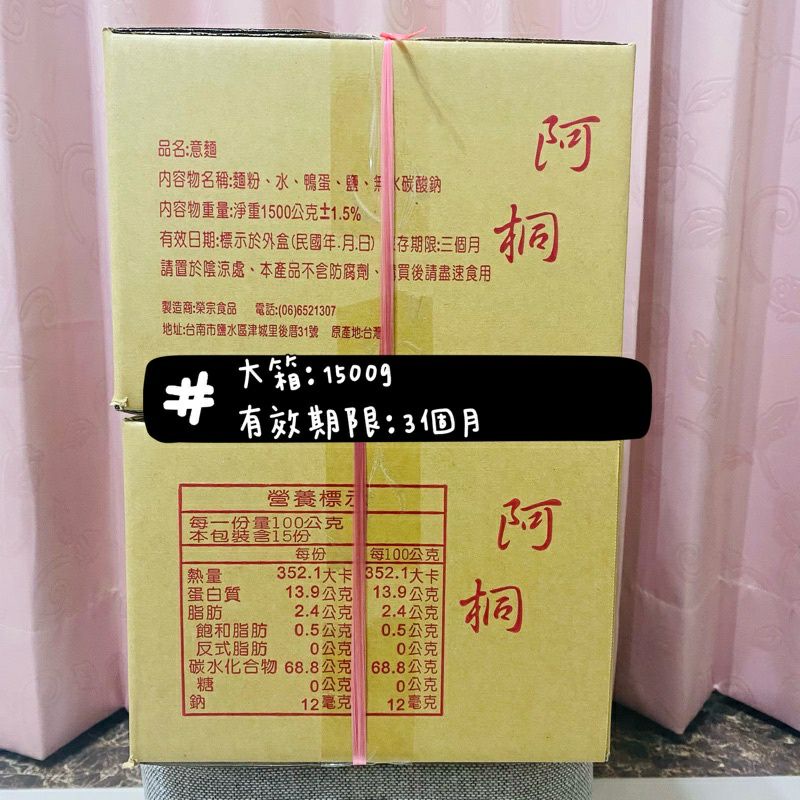 品名:意麵
內容物名稱:麵粉、水、鴨蛋、鹽、無水碳酸鈉
內容物重量:淨重1500公克±1.5%
有效日期:標示於外盒(民國年.月.日) 存期限:三個月
請置於陰涼處、本產品不含防腐劑、購買後請盡速食用
製造商:榮宗食品 電話:(06)6521307
地址:台南市鹽水區津城里後厝31號 原產地:台灣
阿
桐
# 大箱:1500g
有效期限:3個月
營養標示
每一份量100公克
本包裝含15份
每份 每100公克
熱量 352.1大卡 352.1大卡
蛋白質 13.9公克 13.9公克
脂肪 2.4公克 2.4公克
飽和脂肪 0.5公克 0.5公克
反式脂肪 0公克 0公克
碳水化合物 68.8公克 68.8公克
糖 0公克 0公克
鈉 12毫克 12毫克
阿
桐